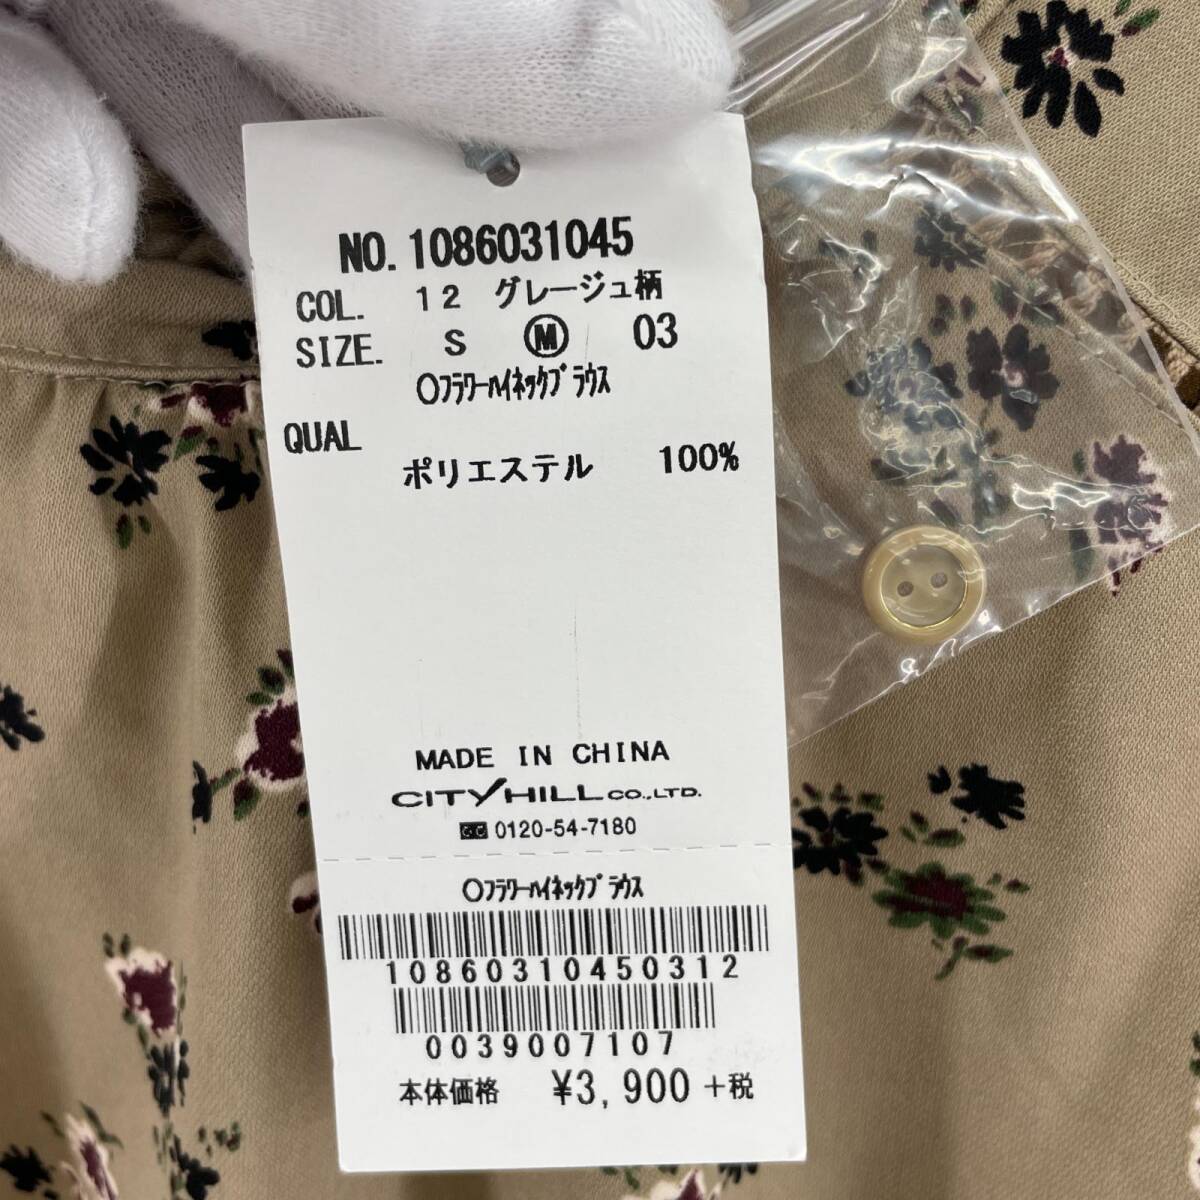 NO. 1086031045
COL. 12 グレージュ柄
SIZE. S Ⓜ 03
○フラワーハイネックブラウス
QUAL
ポリエステル 100%
MADE IN CHINA
CITY HILL CO.,LTD.
0120-54-7180
○フラワーハイネックブラウス
10860310450312
0039007107
本体価格 ¥3,900 +税